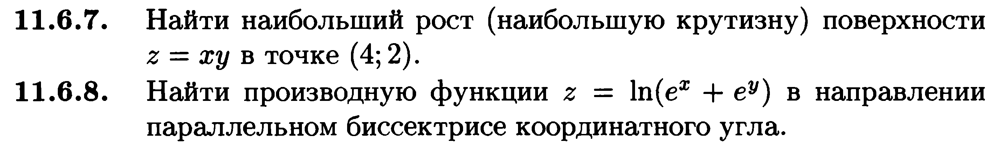 11.6.7. Найти наибольший рост (наибольшую крутизну) поверхности
z = xy в точке (4; 2).
11.6.8. Найти производную функции z = ln(e^x + e^y) в направлении
параллельном биссектрисе координатного угла.